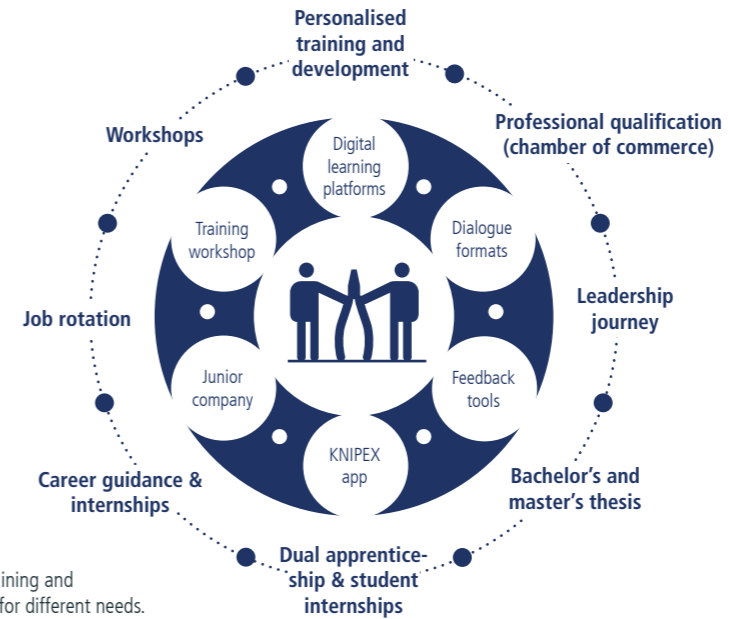 Personalised
training and
development
Workshops
Professional qualification
(chamber of commerce)
Digital
learning
platforms
Training
workshop
Dialogue
formats
Job rotation
Leadership
journey
Junior
company
Feedback
tools
KNIPEX
app
Career guidance &
internships
Bachelor's and
master's thesis
Dual apprentice-
ship & student
internships
ining and
for different needs.